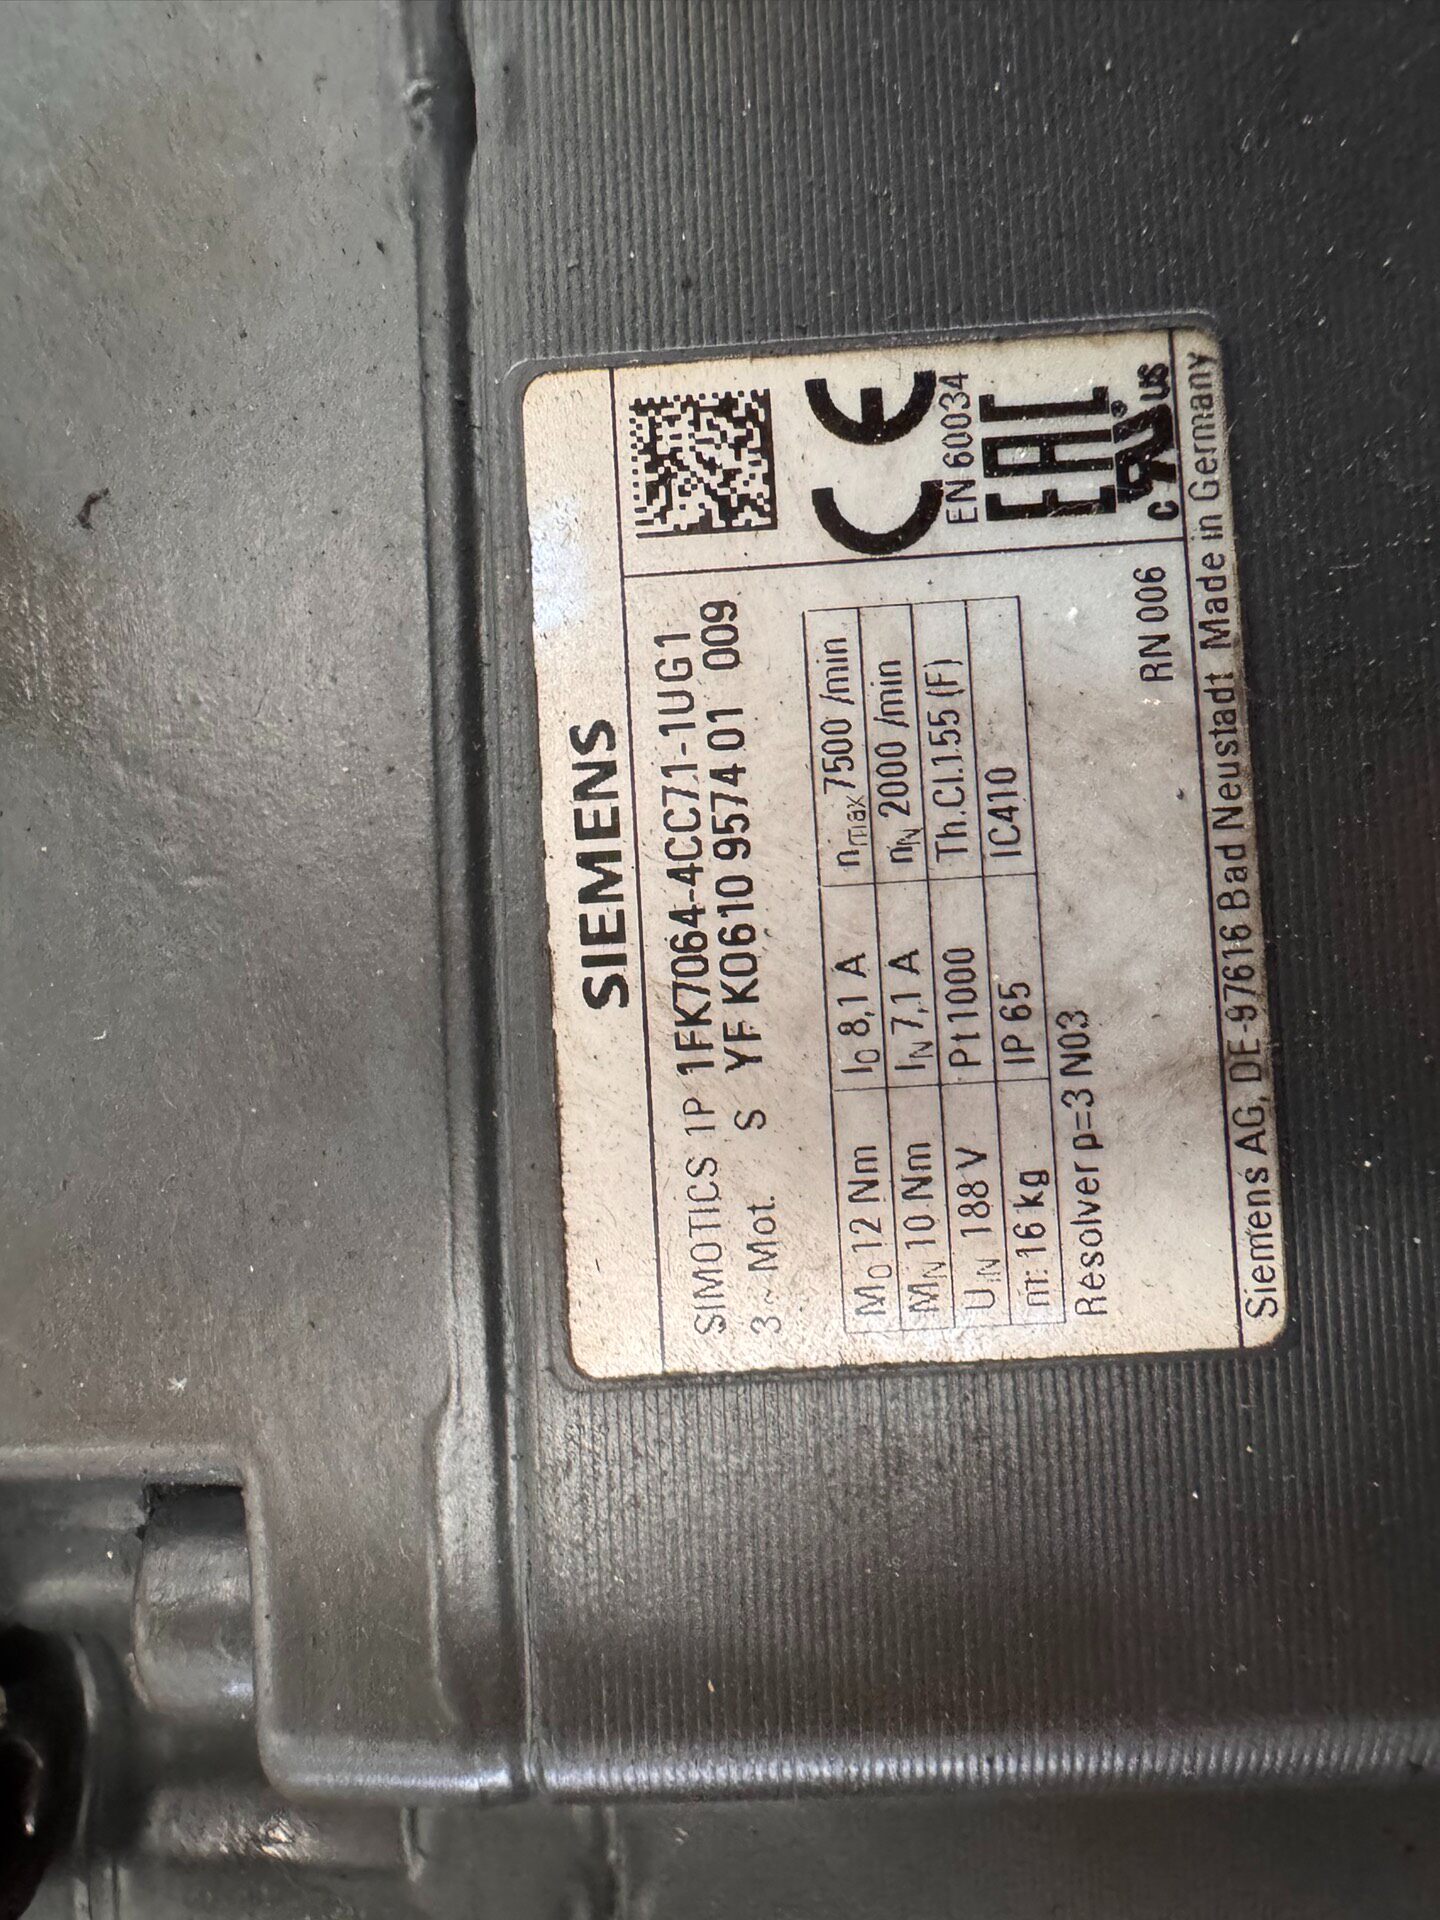 SIEMENS
SIMOTICS 1P 1FK7064-4CC71-1UG1
3~Mot. S YF K0610 9574 01 009
M0 12 Nm I0 8,1 A nmax 7500 /min
MN 10 Nm IN 7,1 A nN 2000 /min
UIN 188 V Pt1000 Th.Cl.155 (F)
m: 16 kg IP 65 IC410
Resolver p=3 N03
RN 006
CE
EN 60034
EAC
c RU ® US
Siemens AG, DE-97616 Bad Neustadt Made in Germany